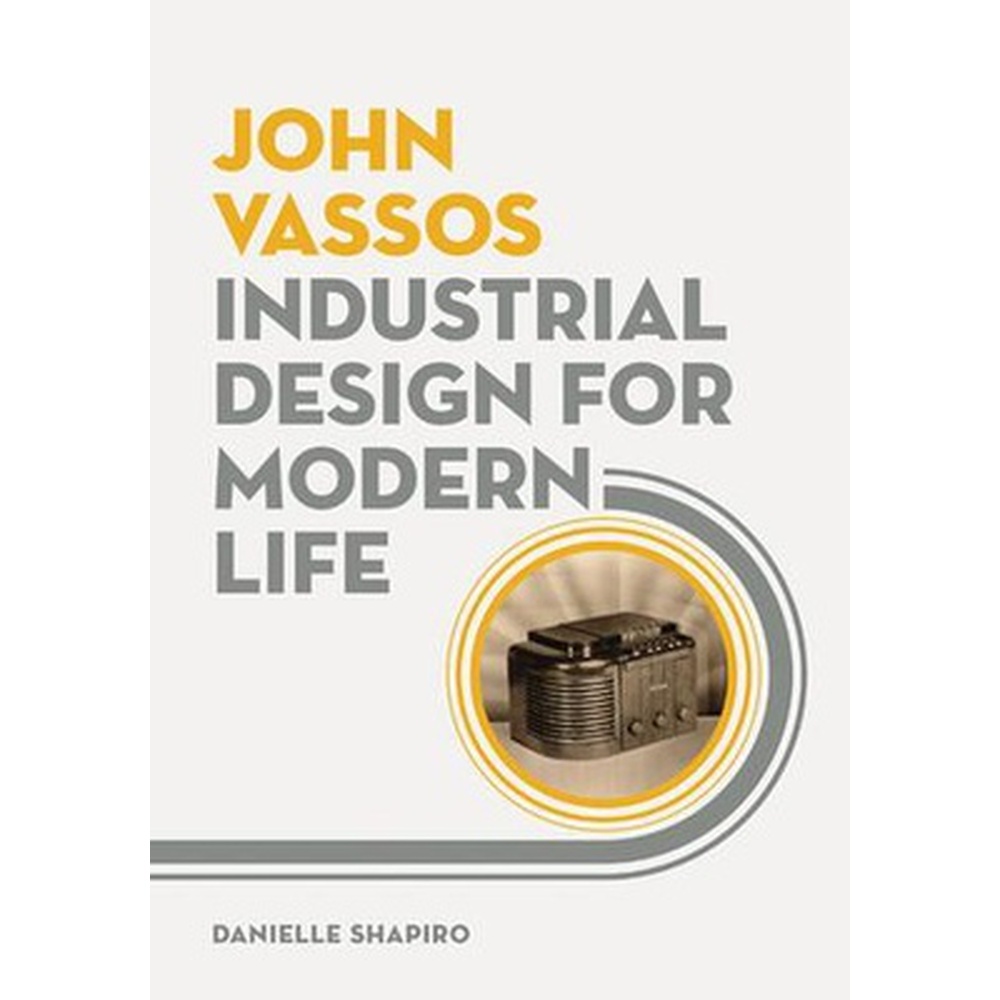 JOHN
VASSOS
INDUSTRIAL
DESIGN FOR
MODERN
LIFE
DANIELLE SHAPIRO